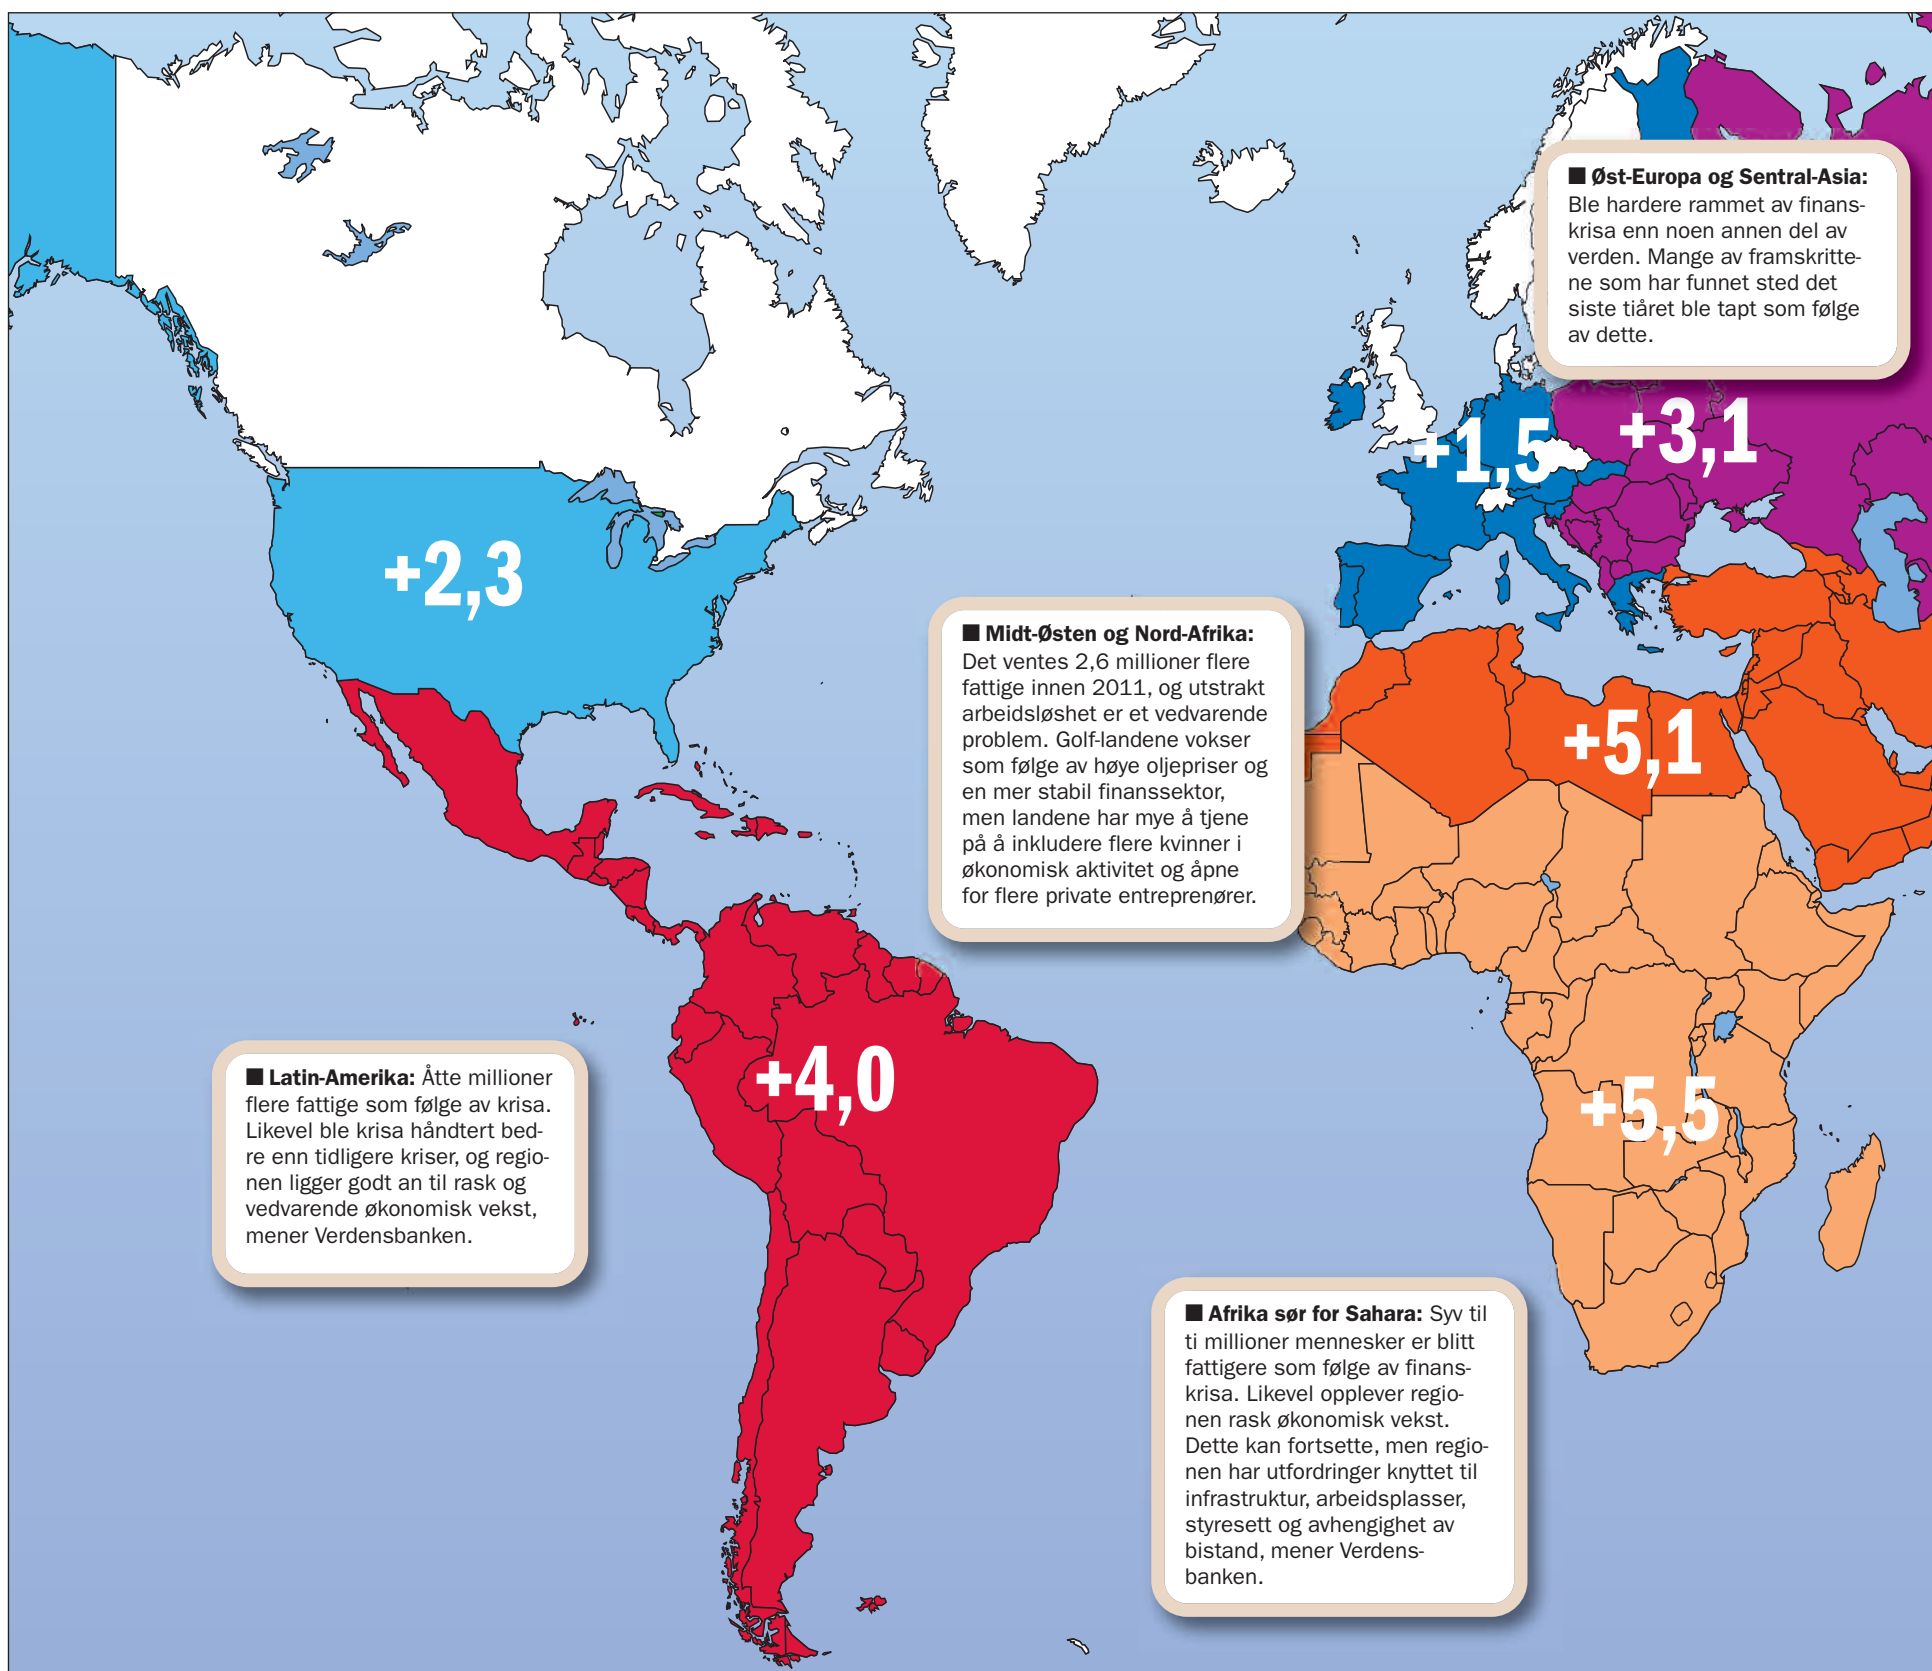 ■ Øst-Europa og Sentral-Asia:
Ble hardere rammet av finans-
krisa enn noen annen del av
verden. Mange av framskritte-
ne som har funnet sted det
siste tiåret ble tapt som følge
av dette.
+1,5
+3,1
+2,3
■ Midt-Østen og Nord-Afrika:
Det ventes 2,6 millioner flere
fattige innen 2011, og utstrakt
arbeidsløshet er et vedvarende
problem. Golf-landene vokser
som følge av høye oljepriser og
en mer stabil finanssektor,
men landene har mye å tjene
på å inkludere flere kvinner i
økonomisk aktivitet og åpne
for flere private entreprenører.
+5,1
+4,0
+5,5
■ Latin-Amerika: Åtte millioner
flere fattige som følge av krisa.
Likevel ble krisa håndtert bed-
re enn tidligere kriser, og regio-
nen ligger godt an til rask og
vedvarende økonomisk vekst,
mener Verdensbanken.
■ Afrika sør for Sahara: Syv til
ti millioner mennesker er blitt
fattigere som følge av finans-
krisa. Likevel opplever regio-
nen rask økonomisk vekst.
Dette kan fortsette, men regio-
nen har utfordringer knyttet til
infrastruktur, arbeidsplasser,
styresett og avhengighet av
bistand, mener Verdens-
banken.